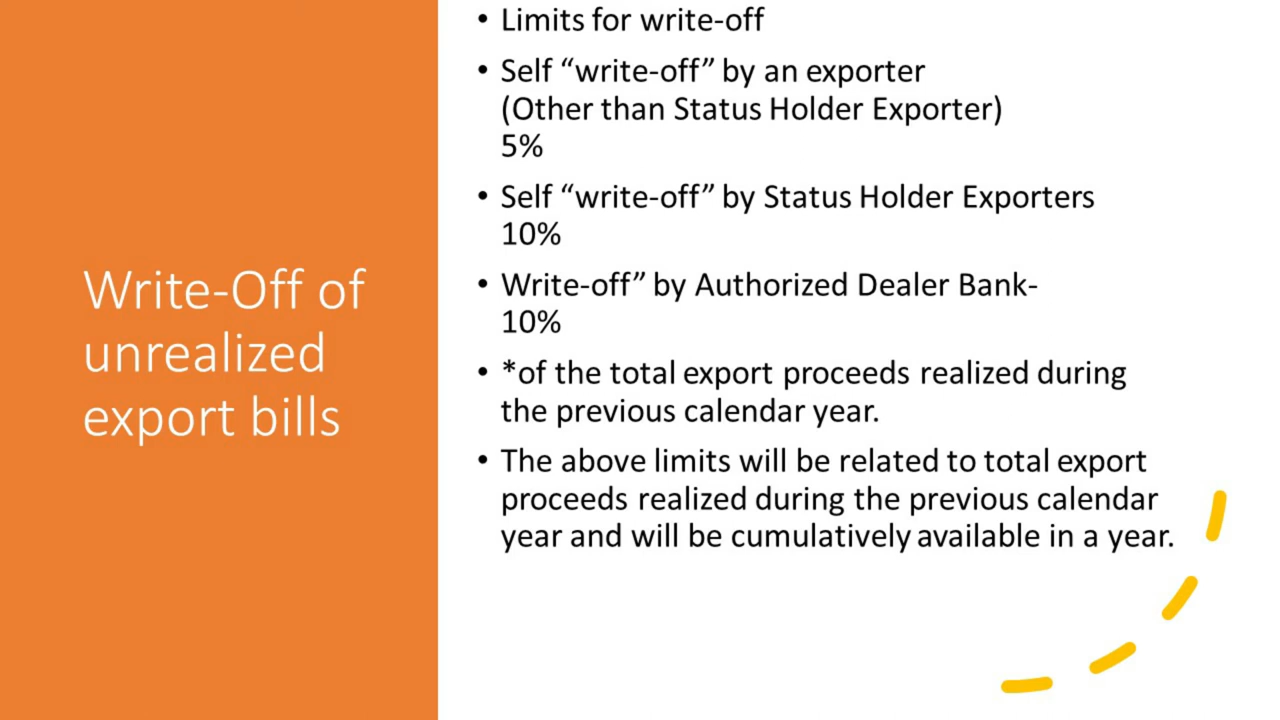 Write-Off of
unrealized
export bills
• Limits for write-off
• Self “write-off” by an exporter
(Other than Status Holder Exporter)
5%
• Self “write-off” by Status Holder Exporters
10%
• Write-off” by Authorized Dealer Bank-
10%
• *of the total export proceeds realized during
the previous calendar year.
• The above limits will be related to total export
proceeds realized during the previous calendar
year and will be cumulatively available in a year.